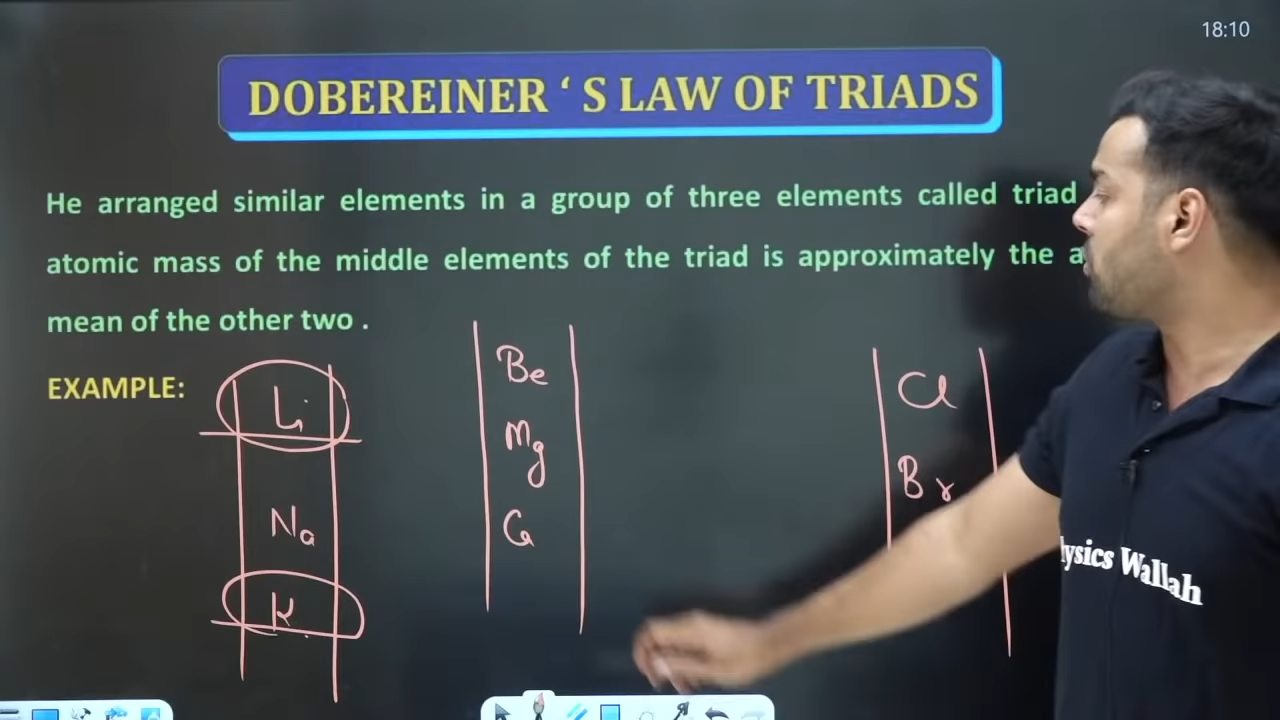 18:10
DOBEREINER ‘ S LAW OF TRIADS
He arranged similar elements in a group of three elements called triad
atomic mass of the middle elements of the triad is approximately the a
mean of the other two .
EXAMPLE:
Li
Na
K
Be
Mg
Ca
Cl
Br
ysics Wallah